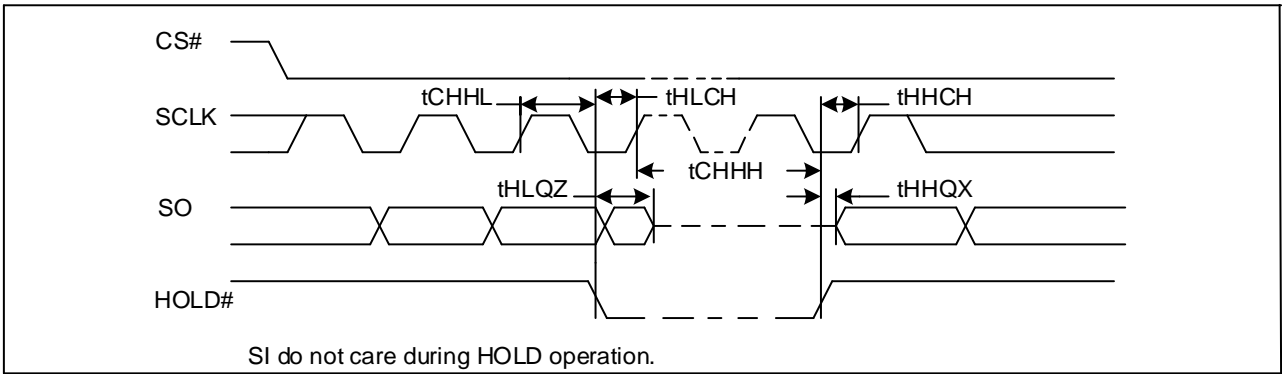 CS#
tCHHL
tHLCH
tHHCH
SCLK
tCHHH
tHLQZ
tHHQX
SO
HOLD#
SI do not care during HOLD operation.